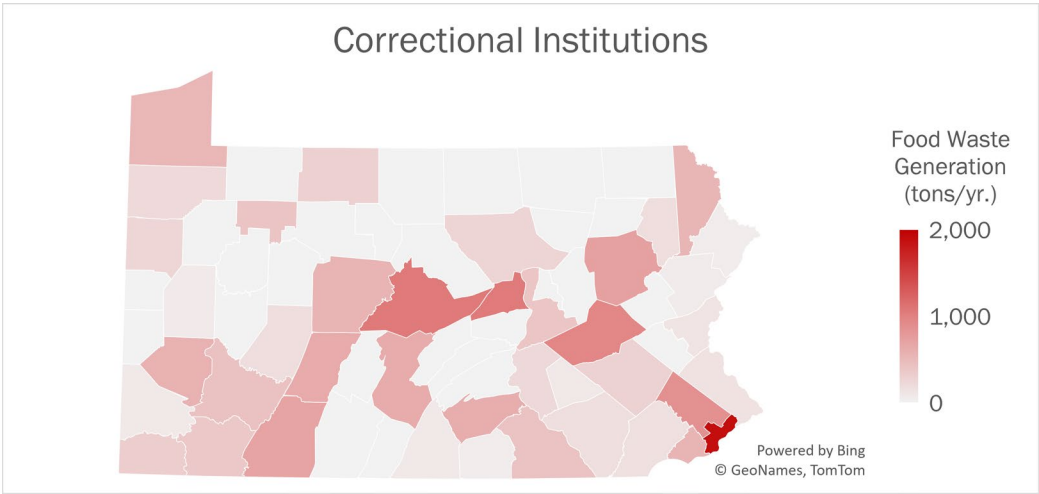 Correctional Institutions
Food Waste
Generation
(tons/yr.)
2,000
1,000
0
Powered by Bing
© GeoNames, TomTom